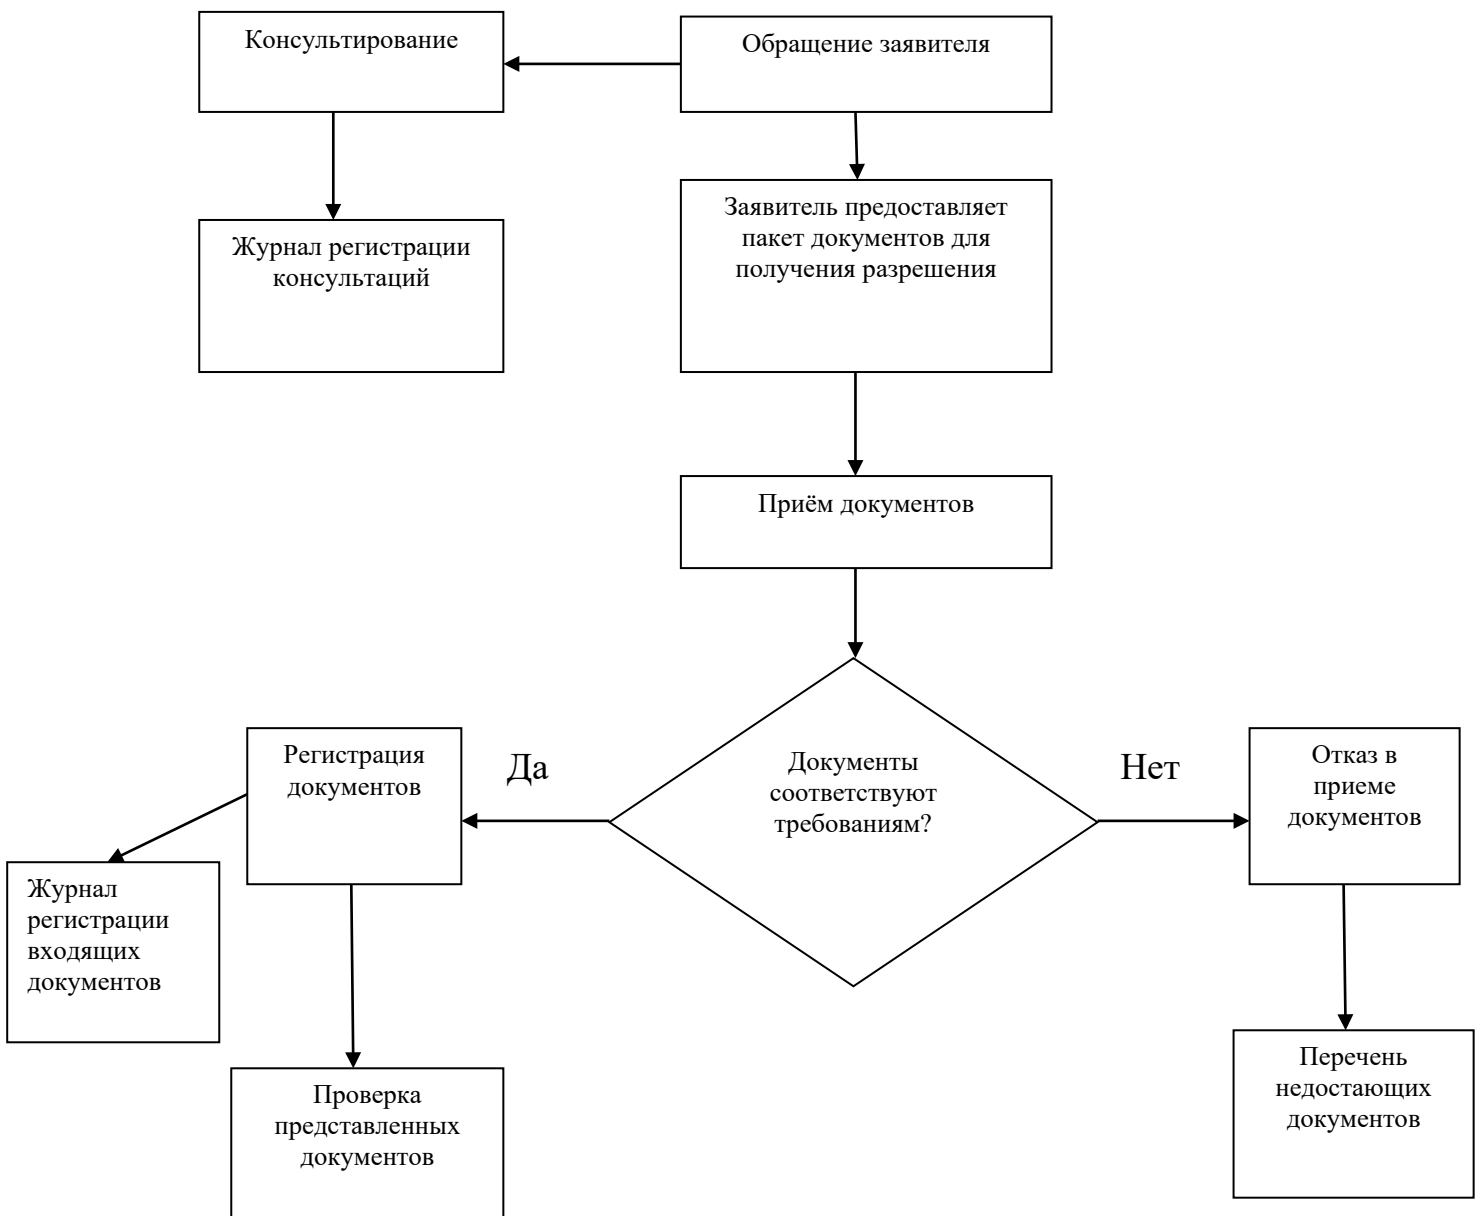 Консультирование
Обращение заявителя
Заявитель предоставляет
пакет документов для
получения разрешения
Журнал регистрации
консультаций
Приём документов
Документы
соответствуют
требованиям?
Да
Нет
Регистрация
документов
Отказ в
приеме
документов
Журнал
регистрации
входящих
документов
Проверка
представленных
документов
Перечень
недостающих
документов